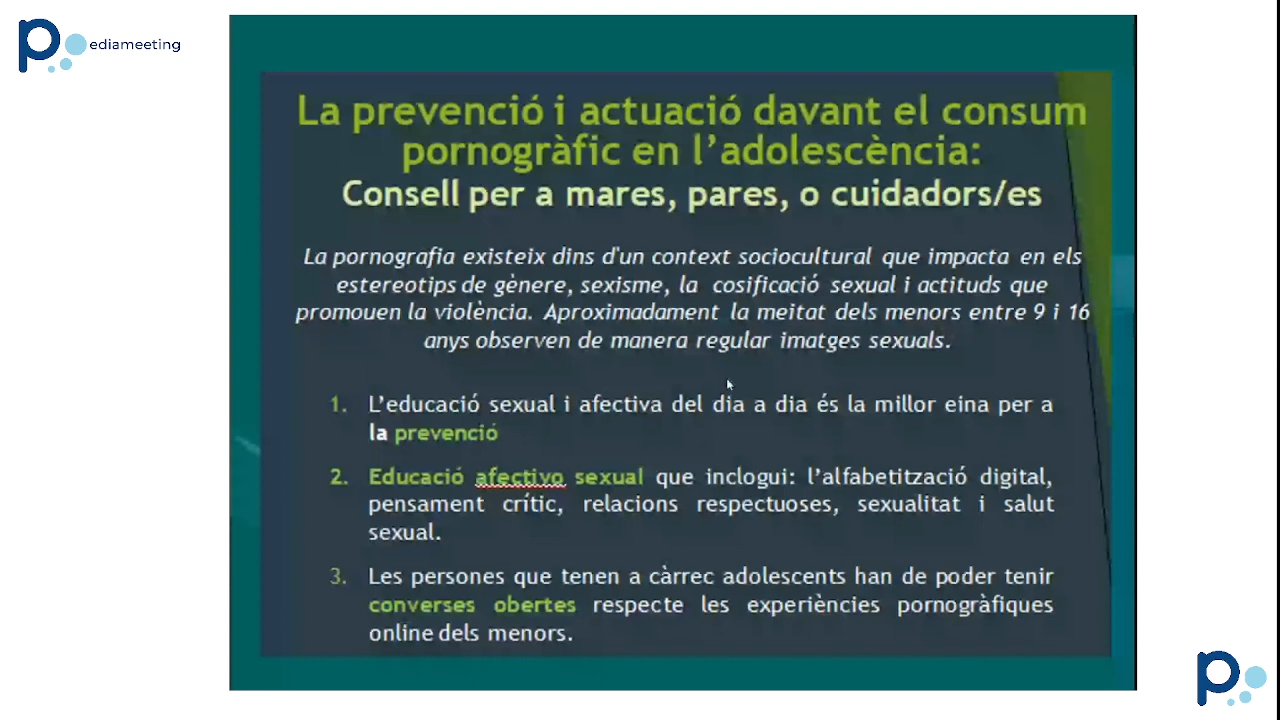 Pediameeting
La prevenció i actuació davant el consum
pornogràfic en l’adolescència:
Consell per a mares, pares, o cuidadors/es
La pornografia existeix dins d'un context sociocultural que impacta en els
estereotips de gènere, sexisme, la cosificació sexual i actituds que
promouen la violència. Aproximadament la meitat dels menors entre 9 i 16
anys observen de manera regular imatges sexuals.
1. L’educació sexual i afectiva del dia a dia és la millor eina per a
la prevenció
2. Educació afectivo sexual que inclogui: l’alfabetització digital,
pensament crític, relacions respectuoses, sexualitat i salut
sexual.
3. Les persones que tenen a càrrec adolescents han de poder tenir
converses obertes respecte les experiències pornogràfiques
online dels menors.
P